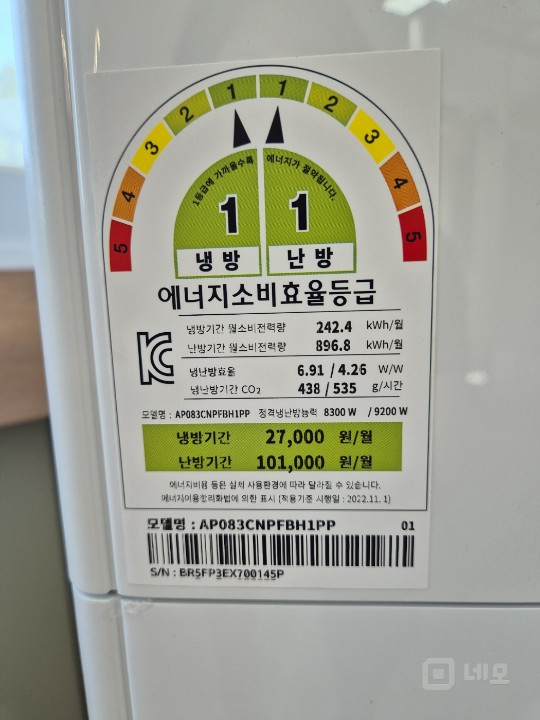 5 4 3 2 1 1 2 3 4 5
1등급에 가까울수록 에너지가 절약됩니다.
1 1
냉방 난방
에너지소비효율등급
냉방기간 월소비전력량 242.4 kWh/월
난방기간 월소비전력량 896.8 kWh/월
냉난방효율 6.91 / 4.26 W/W
냉난방기간 CO₂ 438 / 535 g/시간
모델명 : AP083CNPFBH1PP 정격냉난방능력 8300 W / 9200 W
냉방기간 27,000 원/월
난방기간 101,000 원/월
에너지비용 등은 실제 사용환경에 따라 달라질 수 있습니다.
에너지이용합리화법에 의한 표시 (적용기준 시행일 : 2022.11. 1)
모델명 : AP083CNPFBH1PP 01
S/N : BR5FP3EX700145P
네모